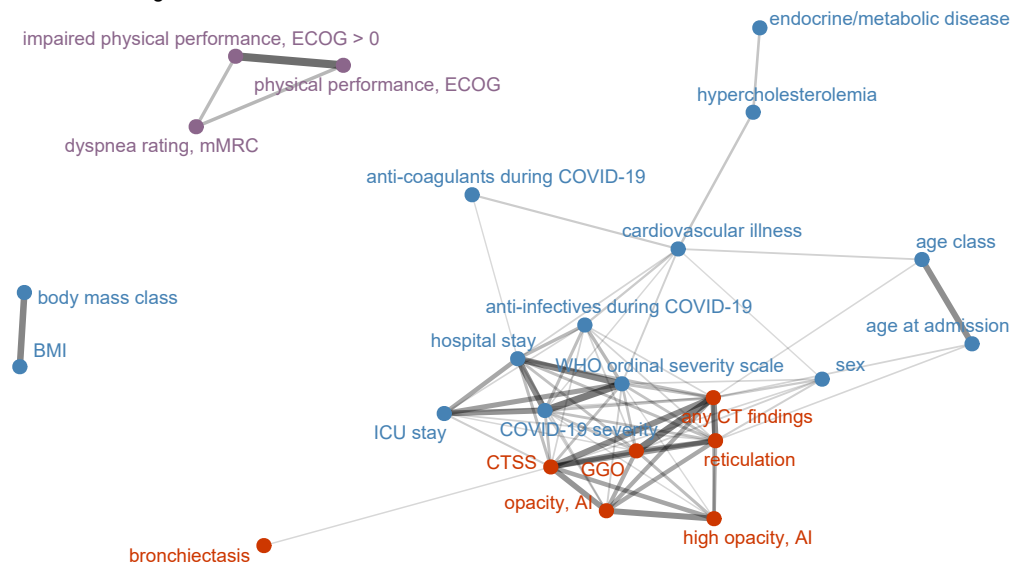 endocrine/metabolic disease
impaired physical performance, ECOG > 0
physical performance, ECOG
hypercholesterolemia
dyspnea rating, mMRC
anti-coagulants during COVID-19
cardiovascular illness
age class
body mass class
anti-infectives during COVID-19
age at admission
hospital stay
BMI
WHO ordinal severity scale
sex
any CT findings
ICU stay
COVID-19 severity
CTSS
GGO
reticulation
opacity, AI
high opacity, AI
bronchiectasis